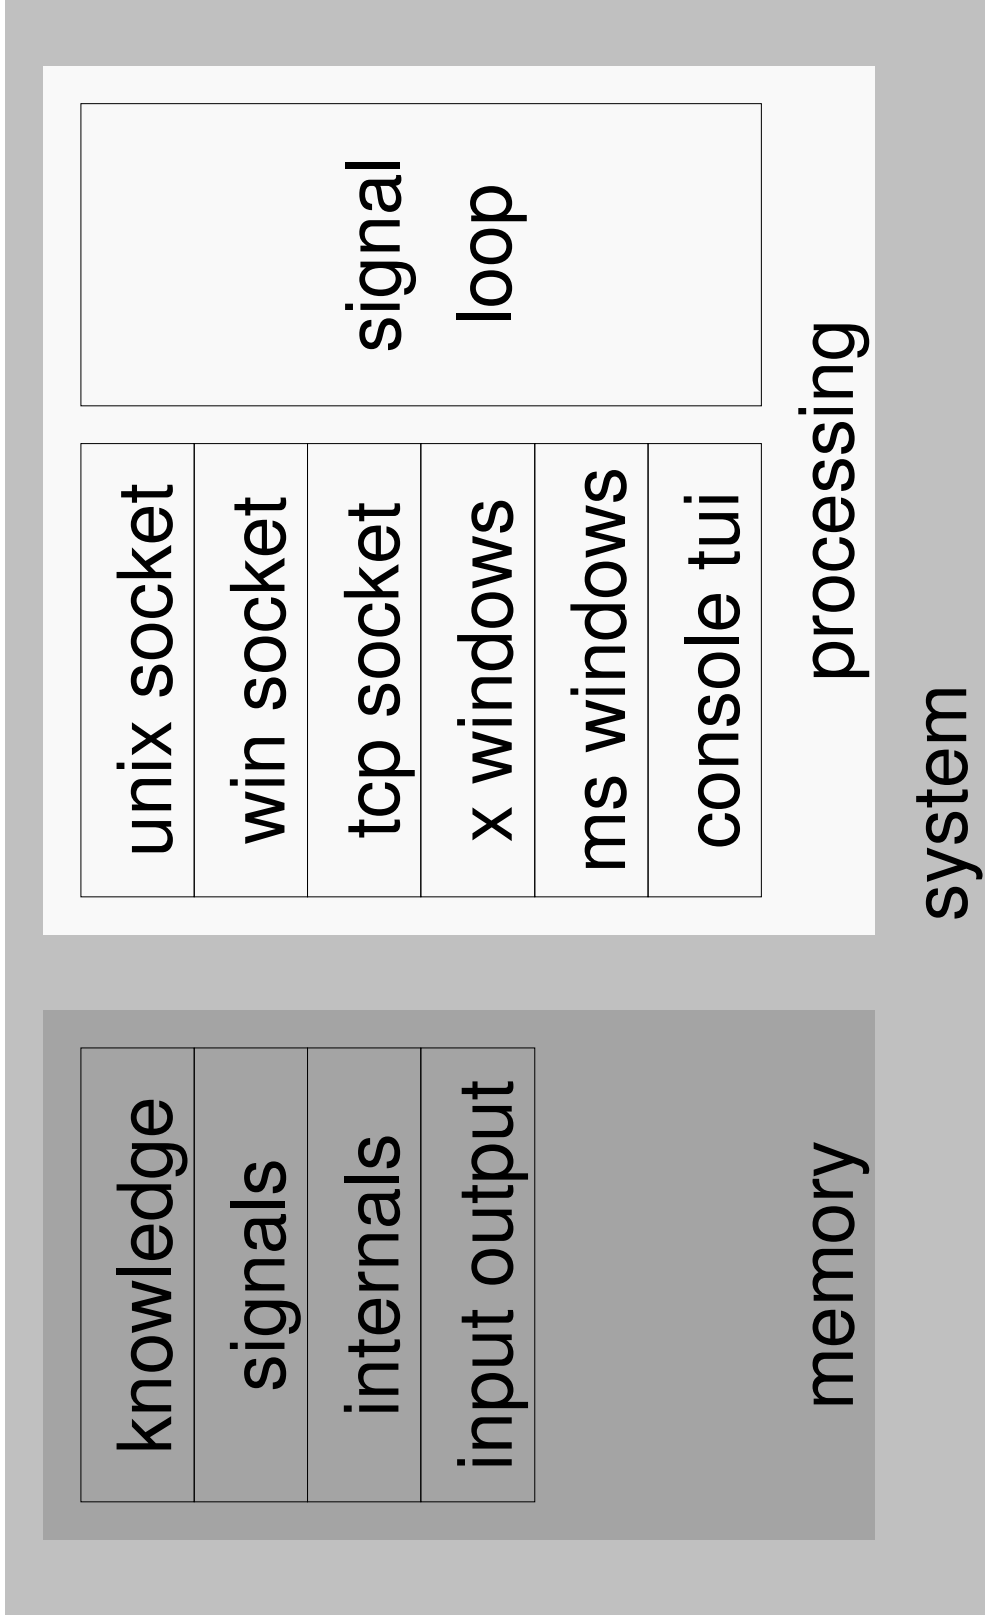 knowledge
signals
internals
input output
memory
unix socket
win socket
tcp socket
x windows
ms windows
console tui
signal
loop
processing
system